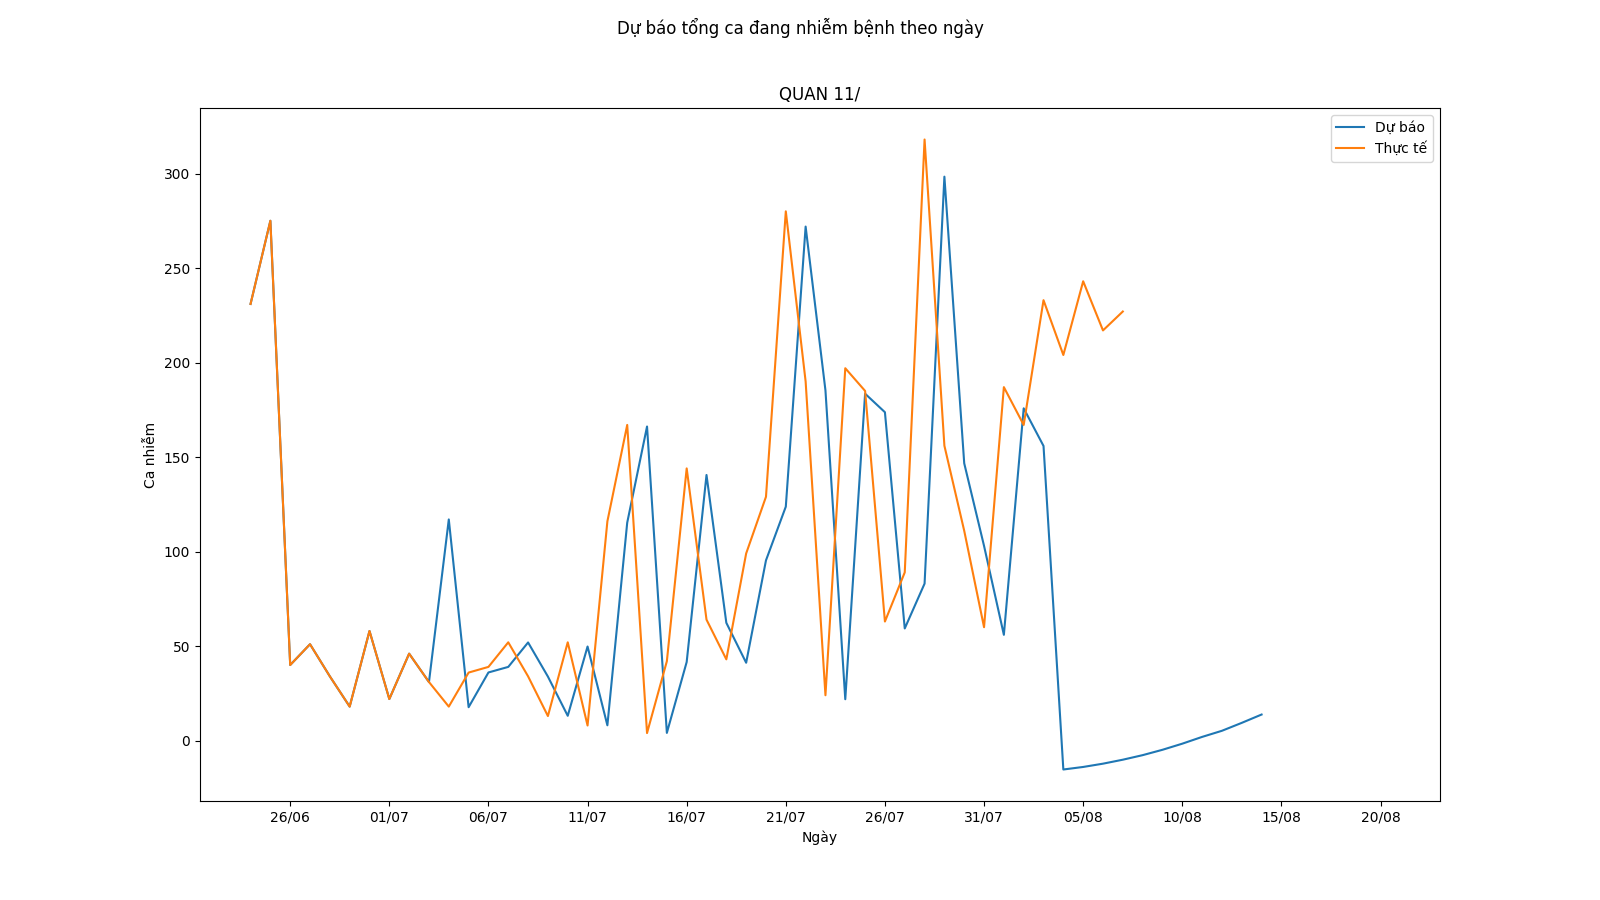 Dự báo tổng ca đang nhiễm bệnh theo ngày
QUAN 11/
Dự báo
Thực tế
Ca nhiễm
300
250
200
150
100
50
0
26/06 01/07 06/07 11/07 16/07 21/07 26/07 31/07 05/08 10/08 15/08 20/08
Ngày